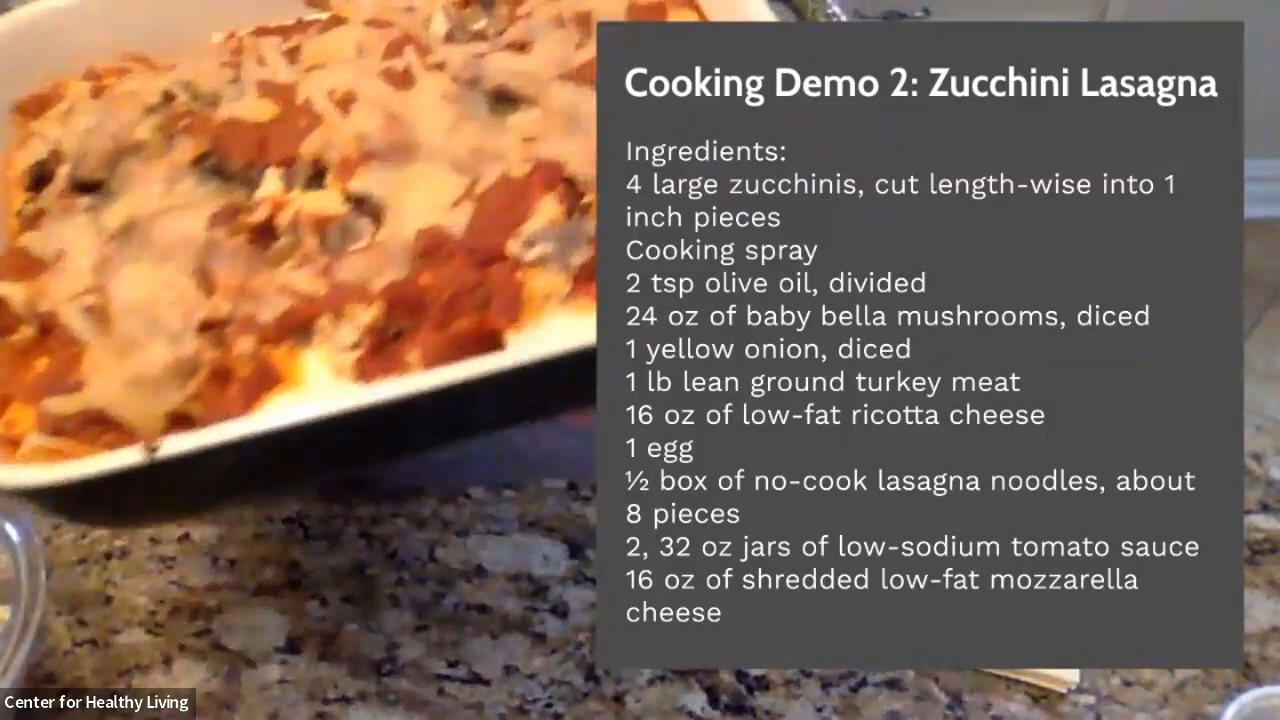 Cooking Demo 2: Zucchini Lasagna
Ingredients:
4 large zucchinis, cut length-wise into 1
inch pieces
Cooking spray
2 tsp olive oil, divided
24 oz of baby bella mushrooms, diced
1 yellow onion, diced
1 lb lean ground turkey meat
16 oz of low-fat ricotta cheese
1 egg
½ box of no-cook lasagna noodles, about
8 pieces
2, 32 oz jars of low-sodium tomato sauce
16 oz of shredded low-fat mozzarella
cheese
Center for Healthy Living